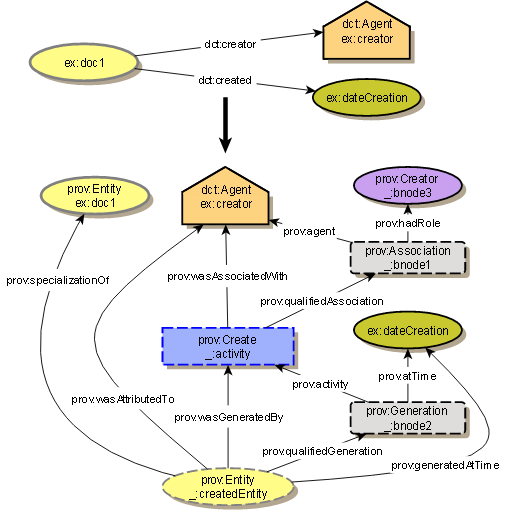 dct:Agent
ex:creator
dct:creator
ex:doc1
dct:created
ex:dateCreation
prov:Entity
ex:doc1
dct:Agent
ex:creator
prov:Creator
_:bnode3
prov:agent
prov:hadRole
prov:Association
_:bnode1
prov:specializationOf
prov:wasAssociatedWith
prov:qualifiedAssociation
prov:Create
_:activity
ex:dateCreation
prov:activity
prov:atTime
prov:wasAttributedTo
prov:wasGeneratedBy
prov:Generation
_:bnode2
prov:qualifiedGeneration
prov:generatedAtTime
prov:Entity
_:createdEntity